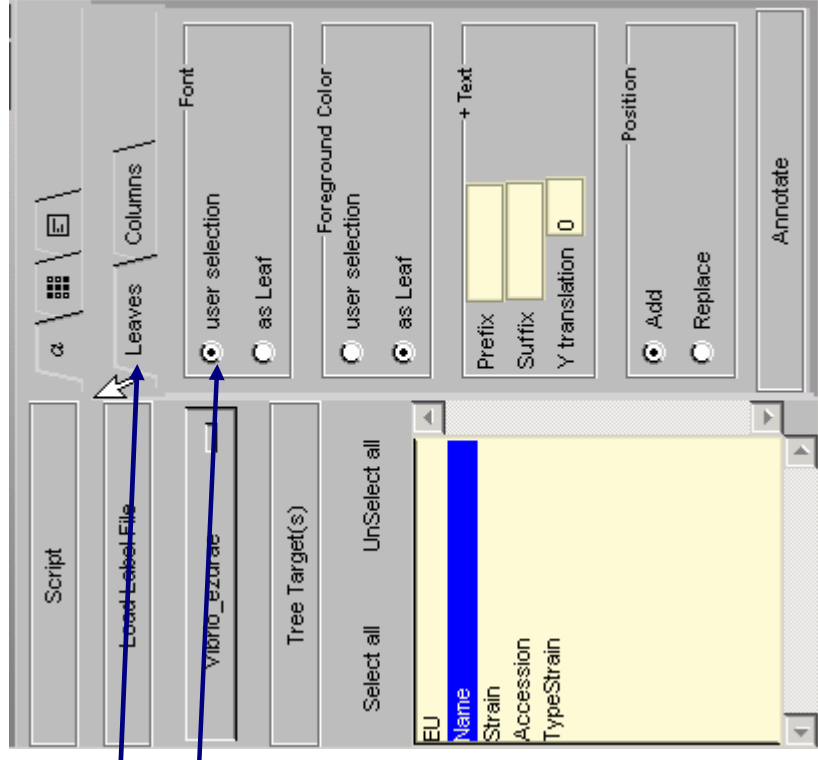 Script
Load Label File
Vibrio_ezurae
Tree Target(s)
Select all UnSelect all
EU
Name
Strain
Accession
TypeStrain
α
Leaves Columns
Font
user selection
as Leaf
Foreground Color
user selection
as Leaf
+ Text
Prefix
Suffix
Y translation 0
Position
Add
Replace
Annotate